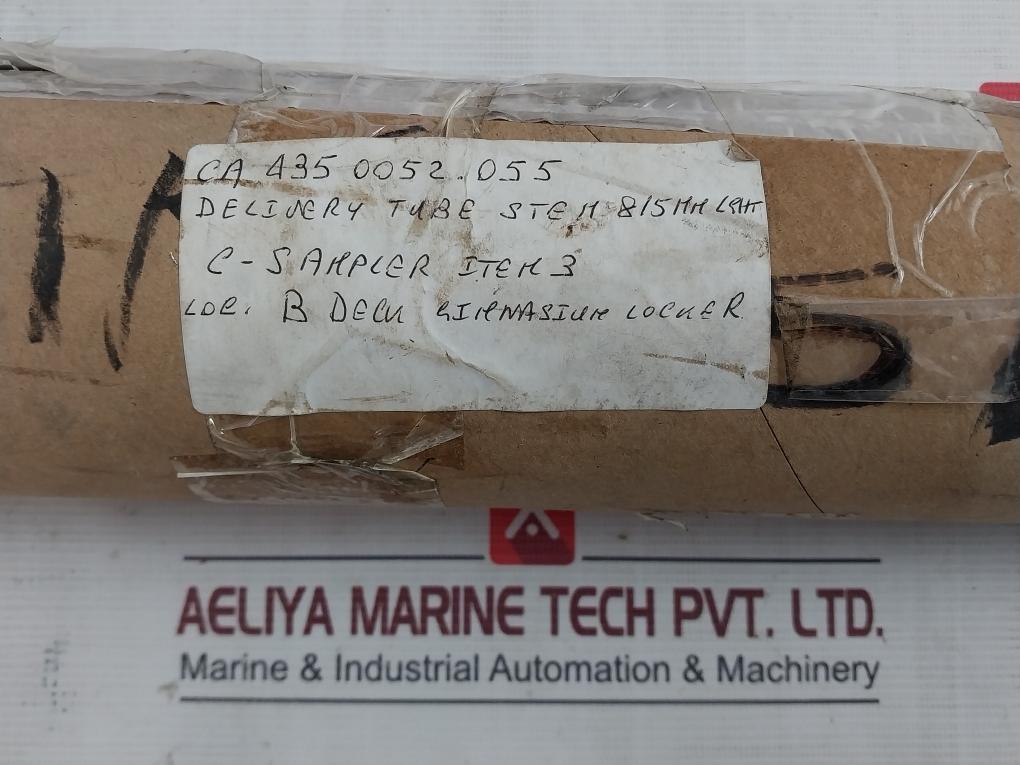 CA 435 0052.055
DELIVERY TUBE STEM 815MM LGHT
C-SAMPLER ITEM 3
LOC. B DECK GIMNASIUM LOCKER
AELIYA MARINE TECH PVT. LTD.
Marine & Industrial Automation & Machinery